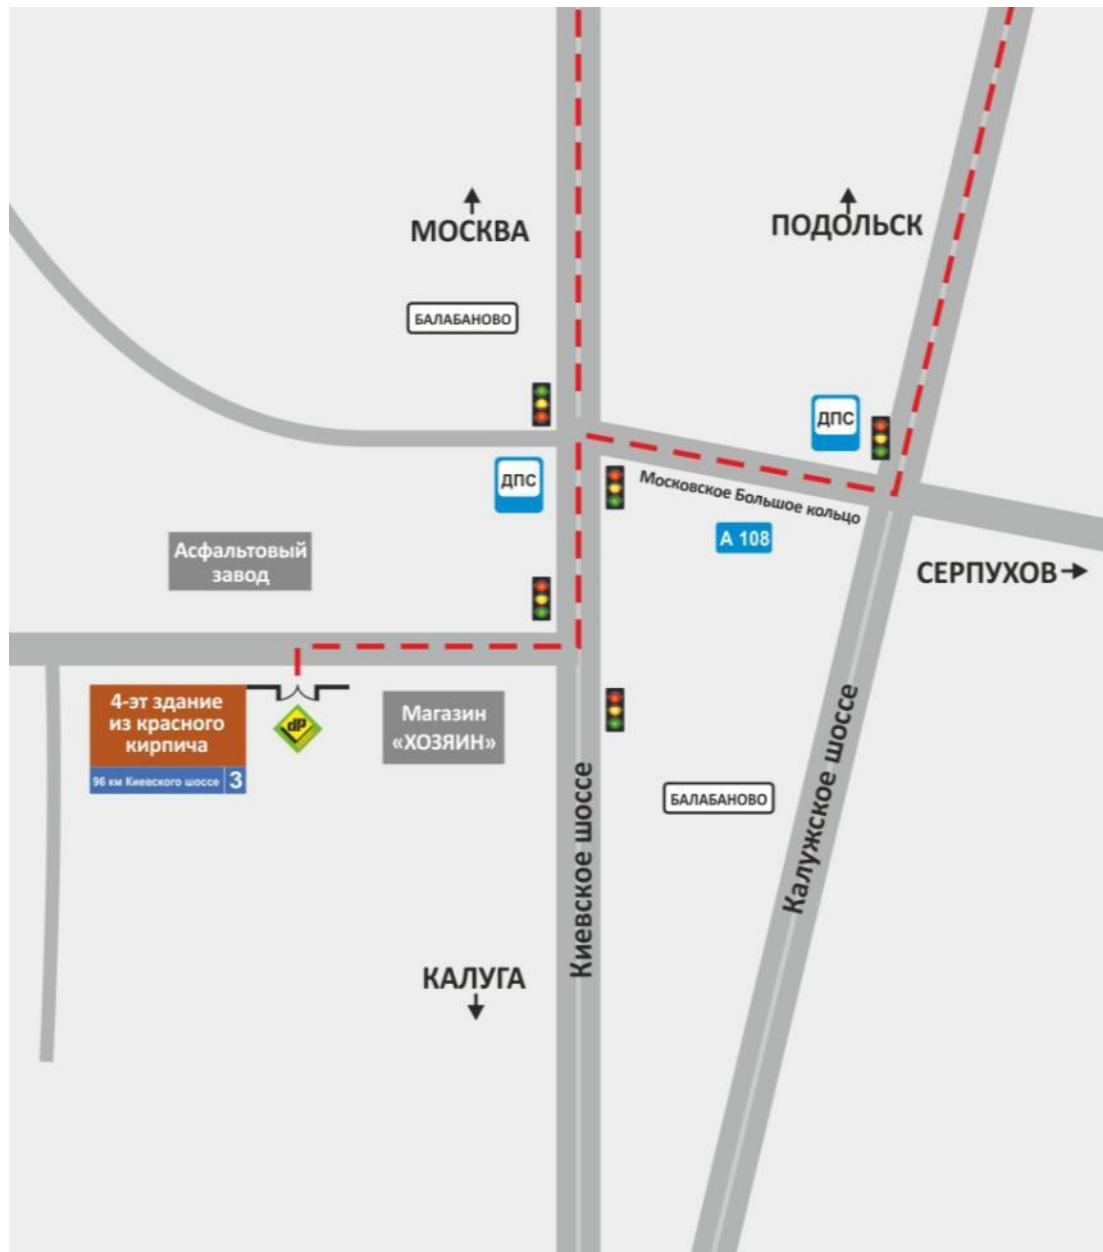 МОСКВА
ПОДОЛЬСК
БАЛАБАНОВО
ДПС
ДПС
Московское Большое кольцо
А 108
Асфальтовый
завод
СЕРПУХОВ
4-эт здание
из красного
кирпича
96 км Киевского шоссе 3
dP
Магазин
«ХОЗЯИН»
БАЛАБАНОВО
Киевское шоссе
Калужское шоссе
КАЛУГА